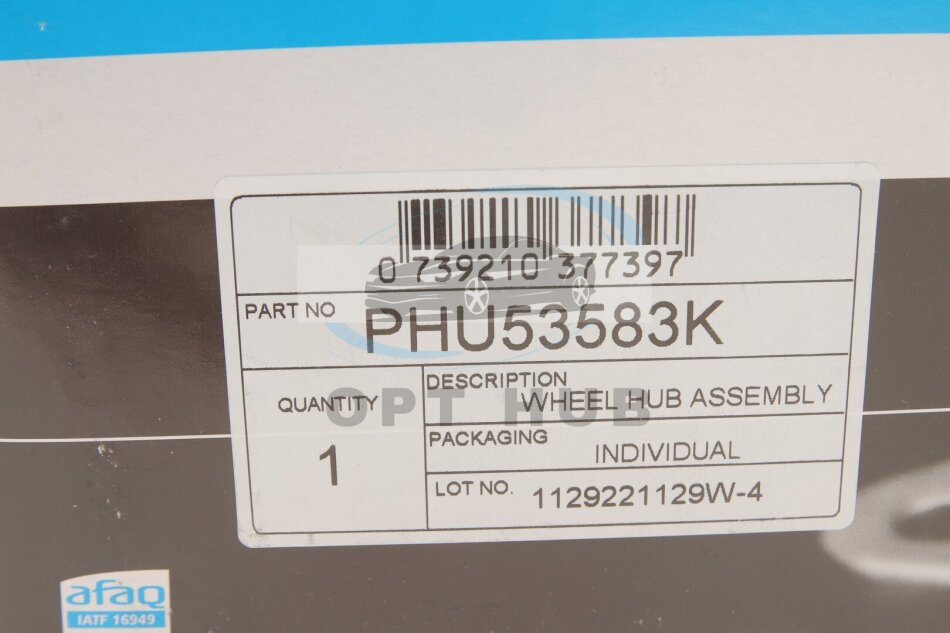 0 739210 377397
PART NO
PHU53583K
QUANTITY
1
DESCRIPTION
WHEEL HUB ASSEMBLY
PACKAGING
INDIVIDUAL
LOT NO.
1129221129W-4
OPT HUB
afaq
IATF 16949